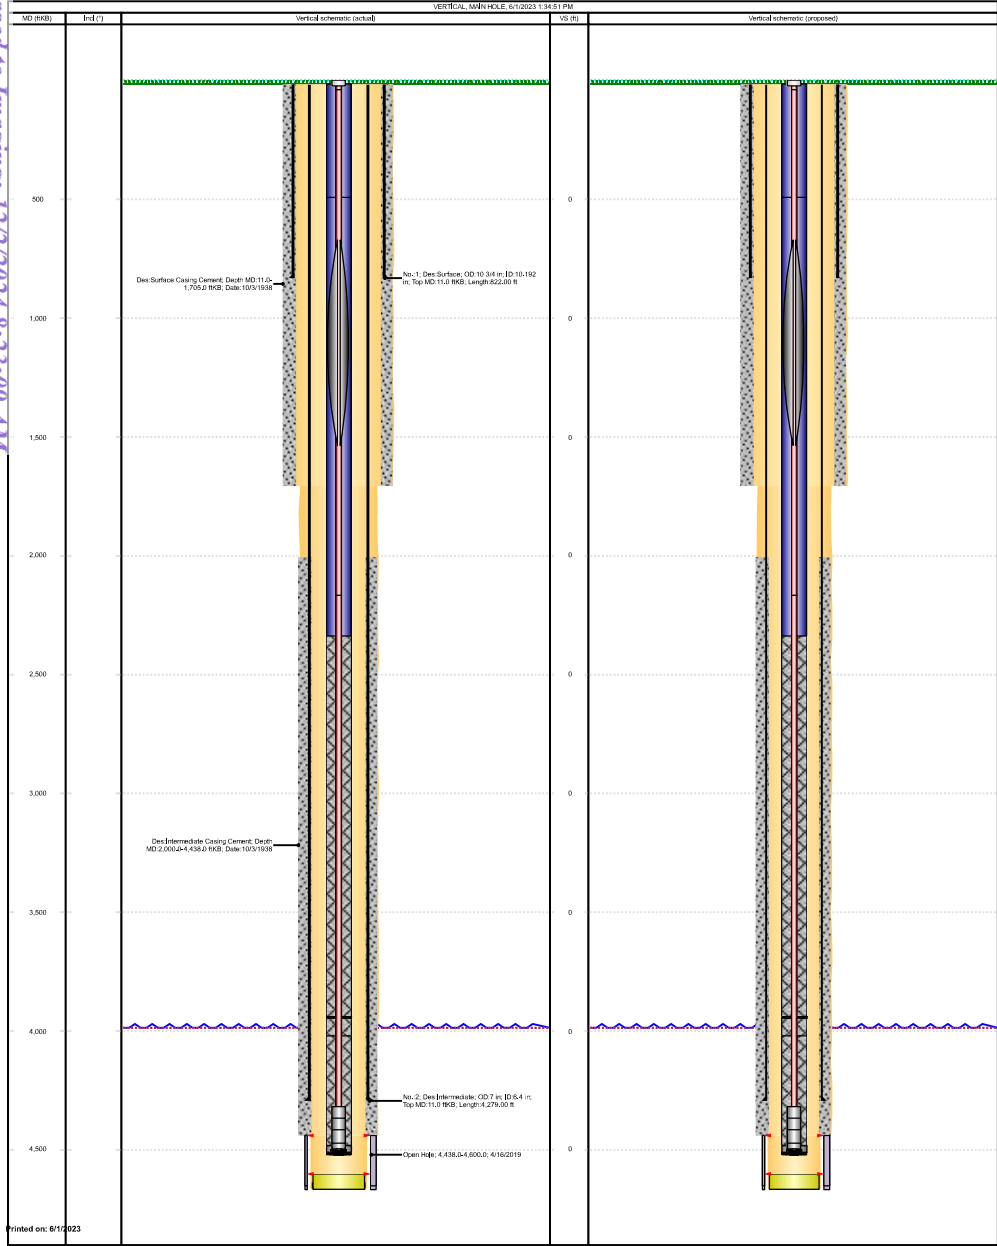 VERTICAL, MAIN HOLE, 6/1/2023 1:34:51 PM
MD (ftKB)
Incl (°)
Vertical schematic (actual)
VS (ft)
Vertical schematic (proposed)
500
0
Des:Surface Casing Cement; Depth MD:11.0-
1,705.0 ftKB; Date:10/3/1938
No.:1; Des:Surface; OD:10 3/4 in; ID:10.192
in; Top MD:11.0 ftKB; Length:822.00 ft
1,000
0
1,500
0
2,000
0
2,500
0
3,000
0
Des:Intermediate Casing Cement; Depth
MD:2,000.0-4,438.0 ftKB; Date:10/3/1938
3,500
0
4,000
0
No.:2; Des:Intermediate; OD:7 in; ID:6.4 in;
Top MD:11.0 ftKB; Length:4,279.00 ft
4,500
0
Open Hole; 4,438.0-4,600.0; 4/16/2019
Printed on: 6/1/2023